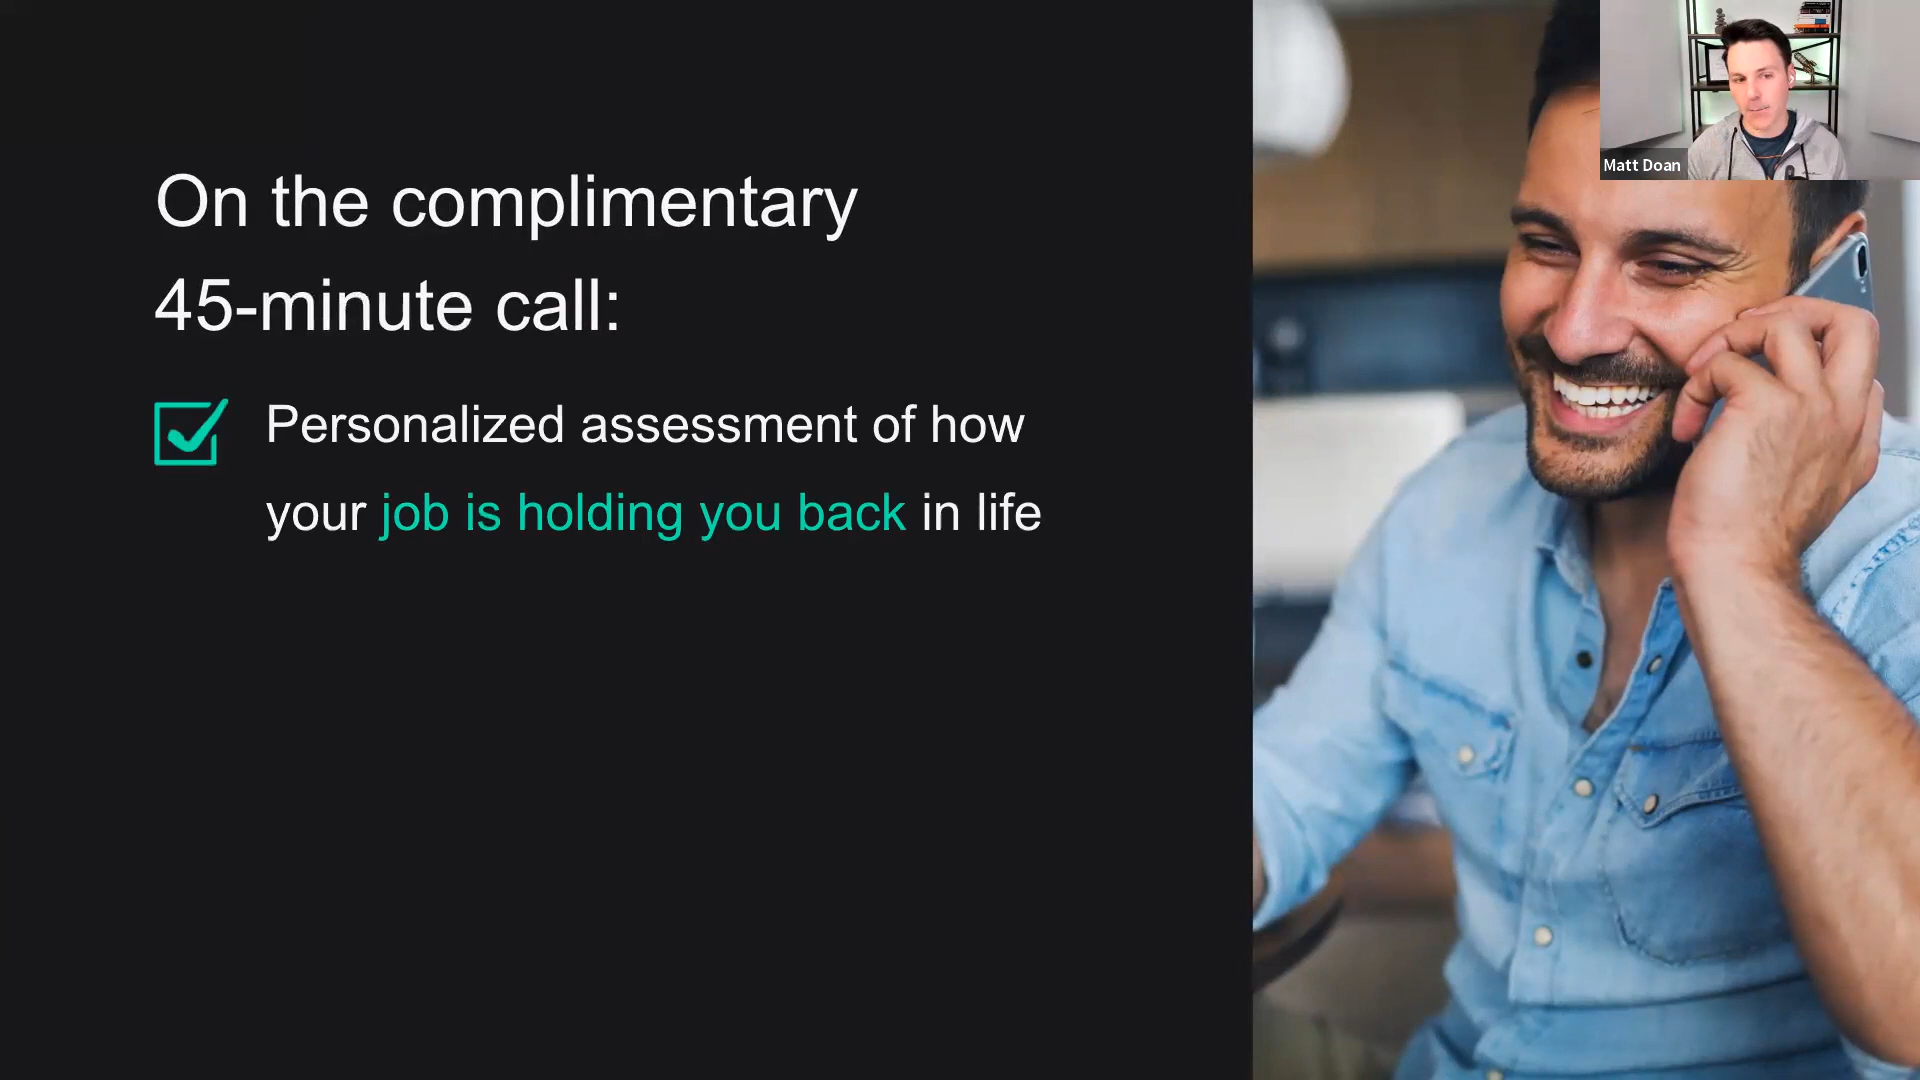 On the complimentary
45-minute call:
Personalized assessment of how
your job is holding you back in life
Matt Doan